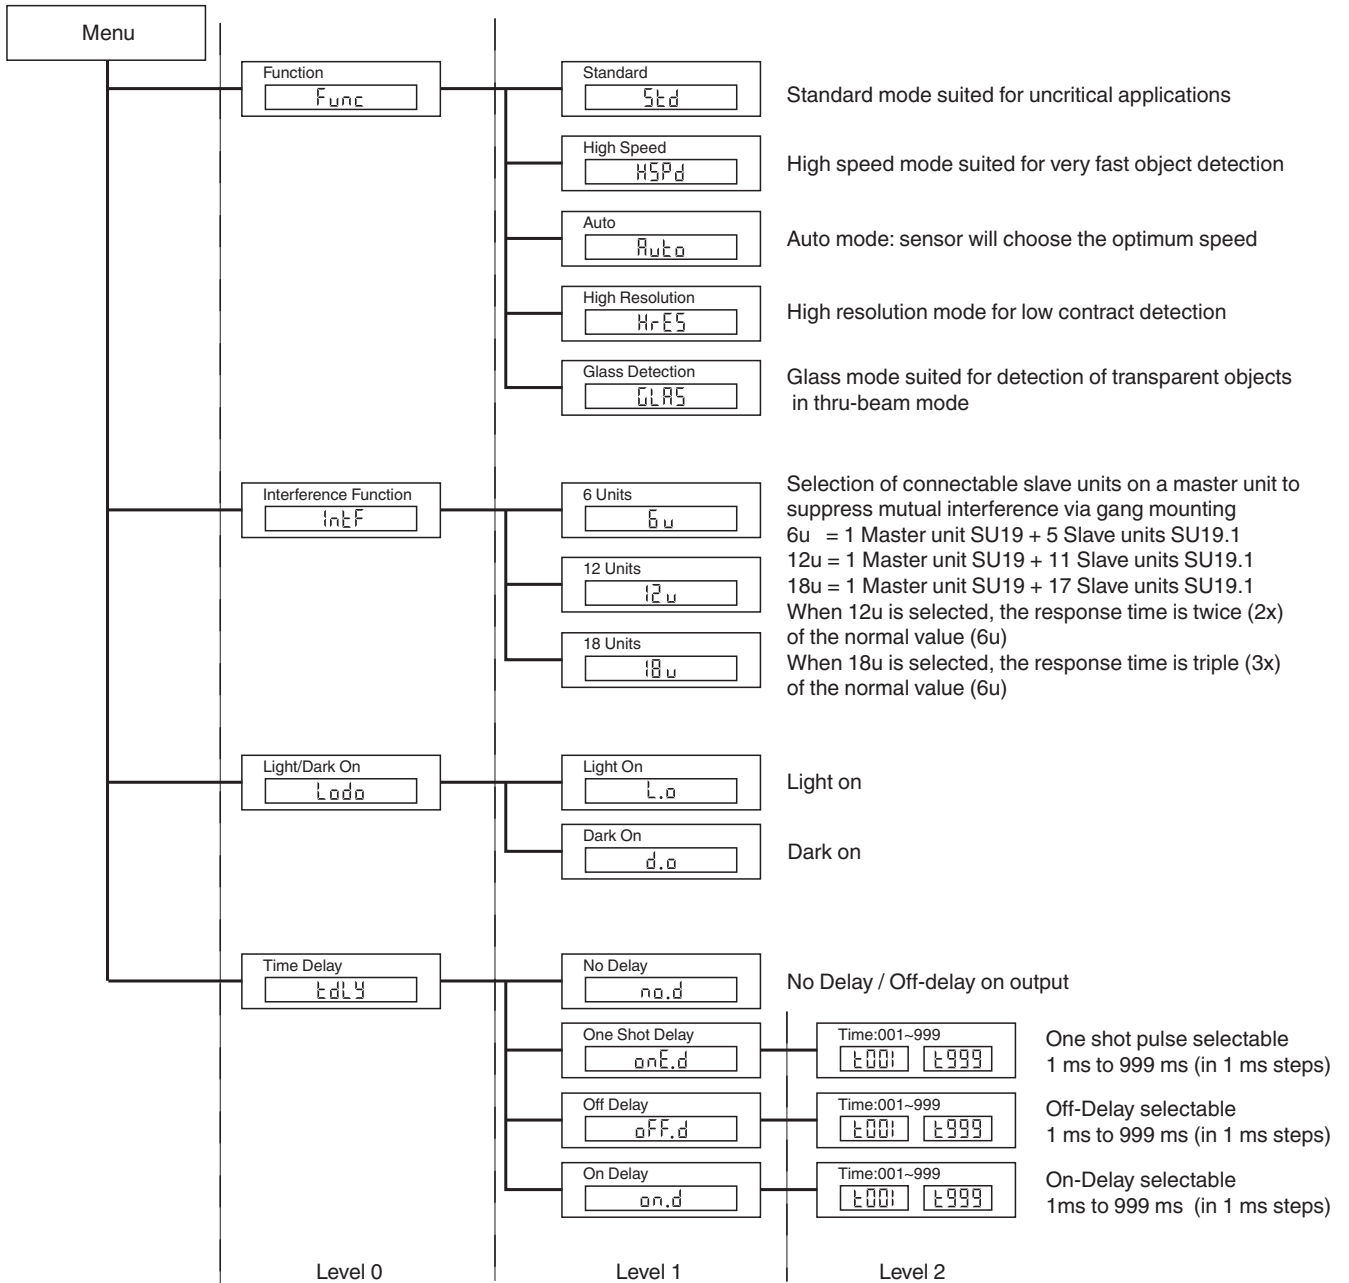 Menu
Function
Func
Standard
Std
Standard mode suited for uncritical applications
High Speed
HSPd
High speed mode suited for very fast object detection
Auto
Auto
Auto mode: sensor will choose the optimum speed
High Resolution
HrES
High resolution mode for low contract detection
Glass Detection
GLAS
Glass mode suited for detection of transparent objects
in thru-beam mode
Interference Function
IntF
6 Units
6u
12 Units
12u
18 Units
18u
Selection of connectable slave units on a master unit to
suppress mutual interference via gang mounting
6u = 1 Master unit SU19 + 5 Slave units SU19.1
12u = 1 Master unit SU19 + 11 Slave units SU19.1
18u = 1 Master unit SU19 + 17 Slave units SU19.1
When 12u is selected, the response time is twice (2x)
of the normal value (6u)
When 18u is selected, the response time is triple (3x)
of the normal value (6u)
Light/Dark On
Lodo
Light On
L.o
Light on
Dark On
d.o
Dark on
Time Delay
tdLY
No Delay
no.d
No Delay / Off-delay on output
One Shot Delay
onE.d
Time:001~999
t001 t999
One shot pulse selectable
1 ms to 999 ms (in 1 ms steps)
Off Delay
oFF.d
Time:001~999
t001 t999
Off-Delay selectable
1 ms to 999 ms (in 1 ms steps)
On Delay
on.d
Time:001~999
t001 t999
On-Delay selectable
1ms to 999 ms (in 1 ms steps)
Level 0
Level 1
Level 2